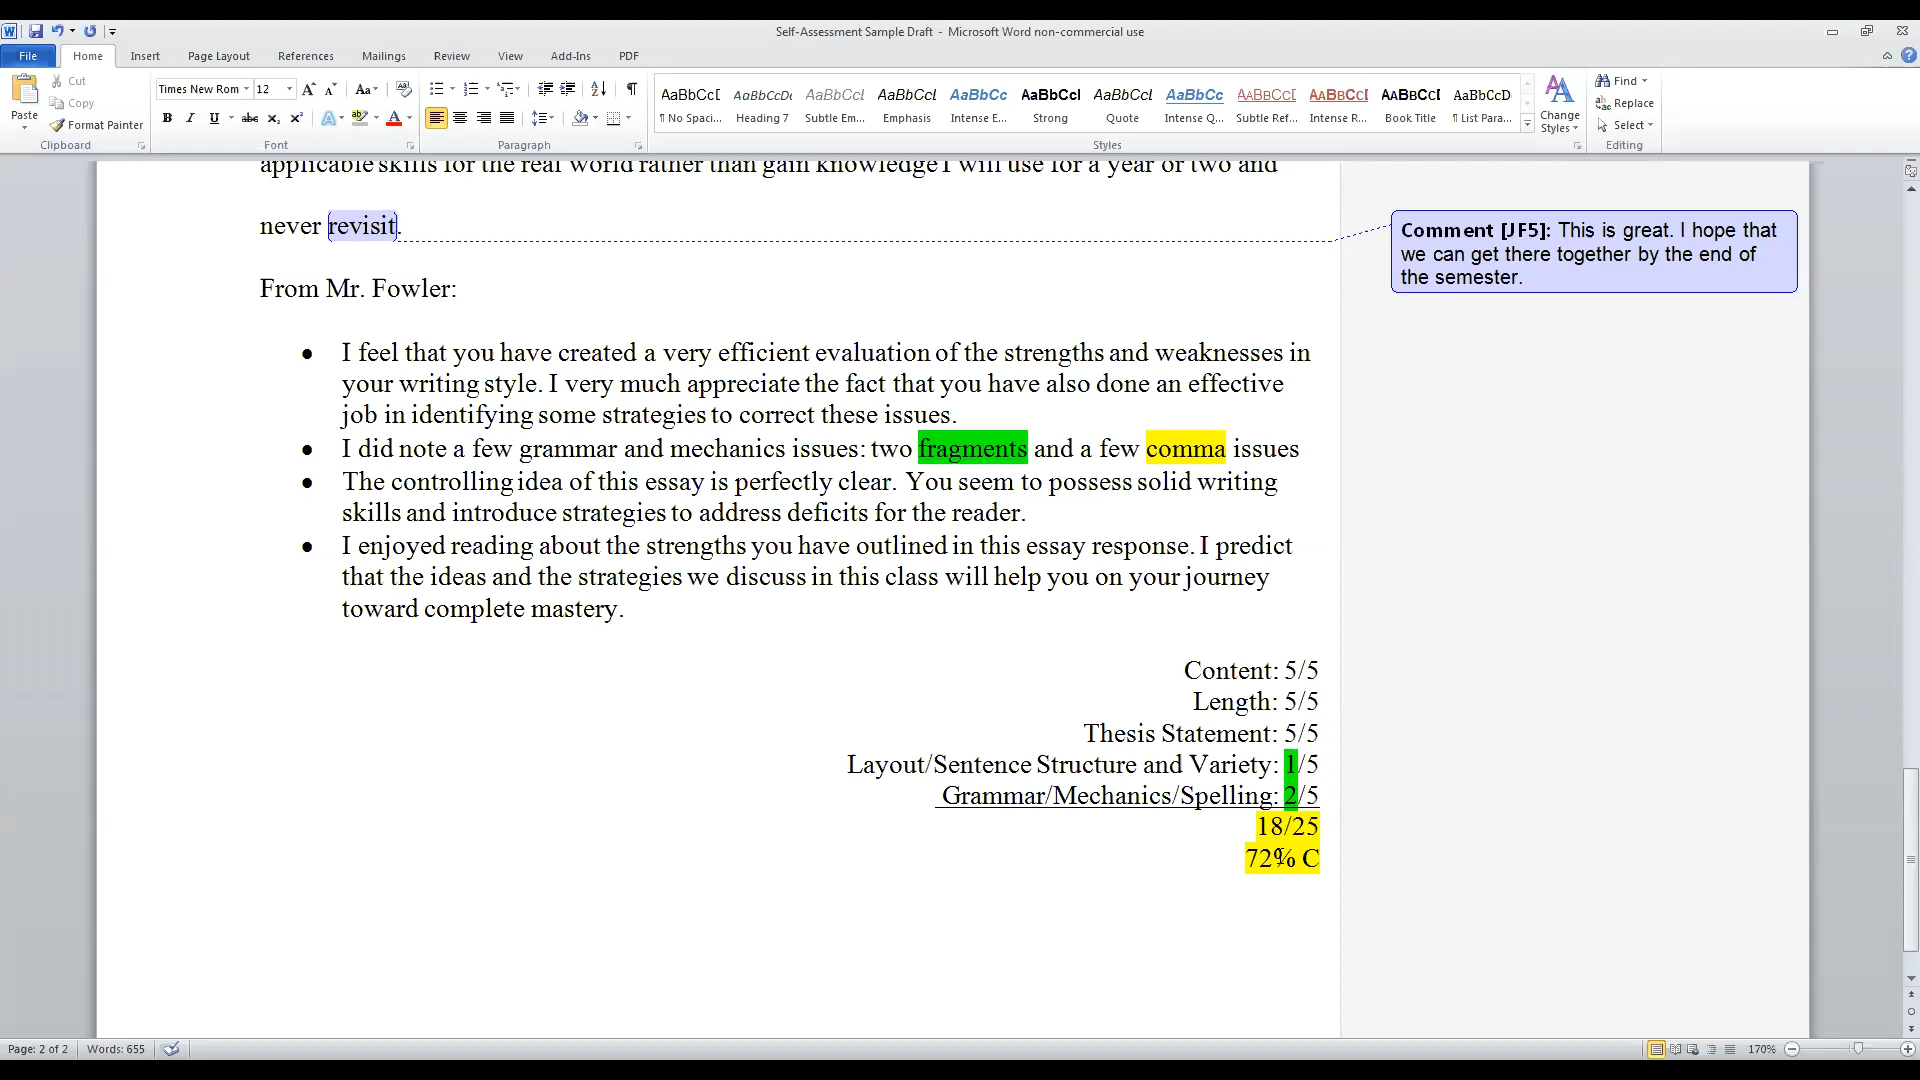 Self-Assessment Sample Draft - Microsoft Word non-commercial use
File Home Insert Page Layout References Mailings Review View Add-Ins PDF
Paste
Cut
Copy
Format Painter
Clipboard
Times New Rom 12
Font
Paragraph
AaBbCcI AaBbCcDc AaBbCcI AaBbCcI AaBbCc AaBbCcI AaBbCcI AaBbCc AABBCCI AABBCCI AABBCCI AaBbCcD
¶ No Spaci... Heading 7 Subtle Em... Emphasis Intense E... Strong Quote Intense Q... Subtle Ref... Intense R... Book Title ¶ List Para...
Change Styles
Styles
Find
Replace
Select
Editing
applicable skills for the real world rather than gain knowledge I will use for a year or two and
never revisit.
Comment [JF5]: This is great. I hope that
we can get there together by the end of
the semester.
From Mr. Fowler:
• I feel that you have created a very efficient evaluation of the strengths and weaknesses in
your writing style. I very much appreciate the fact that you have also done an effective
job in identifying some strategies to correct these issues.
• I did note a few grammar and mechanics issues: two fragments and a few comma issues
• The controlling idea of this essay is perfectly clear. You seem to possess solid writing
skills and introduce strategies to address deficits for the reader.
• I enjoyed reading about the strengths you have outlined in this essay response. I predict
that the ideas and the strategies we discuss in this class will help you on your journey
toward complete mastery.
Content: 5/5
Length: 5/5
Thesis Statement: 5/5
Layout/Sentence Structure and Variety: 1/5
Grammar/Mechanics/Spelling: 2/5
18/25
72% C
Page: 2 of 2 Words: 655 170%